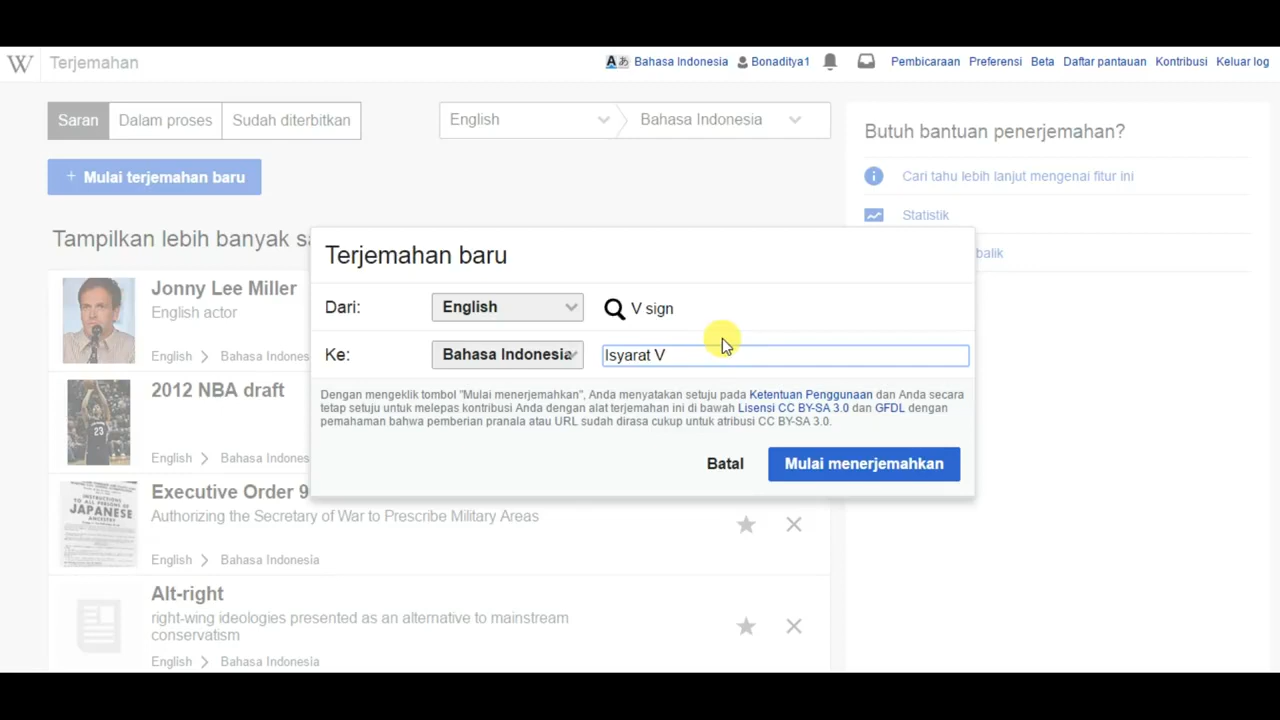 W Terjemahan
Aあ Bahasa Indonesia Bonaditya1 Pembicaraan Preferensi Beta Daftar pantauan Kontribusi Keluar log
Saran Dalam proses Sudah diterbitkan
English Bahasa Indonesia
+ Mulai terjemahan baru
Butuh bantuan penerjemahan?
Cari tahu lebih lanjut mengenai fitur ini
Statistik
balik
Tampilkan lebih banyak sa
Terjemahan baru
Dari: English V sign
Ke: Bahasa Indonesia Isyarat V
Dengan mengeklik tombol "Mulai menerjemahkan", Anda menyatakan setuju pada Ketentuan Penggunaan dan Anda secara
tetap setuju untuk melepas kontribusi Anda dengan alat terjemahan ini di bawah Lisensi CC BY-SA 3.0 dan GFDL dengan
pemahaman bahwa pemberian pranala atau URL sudah dirasa cukup untuk atribusi CC BY-SA 3.0.
Batal Mulai menerjemahkan
Jonny Lee Miller
English actor
English Bahasa Indones
2012 NBA draft
23
English Bahasa Indones
Executive Order 9
Authorizing the Secretary of War to Prescribe Military Areas
JAPANESE
ANCESTRY
English Bahasa Indonesia
Alt-right
right-wing ideologies presented as an alternative to mainstream
conservatism
English Bahasa Indonesia